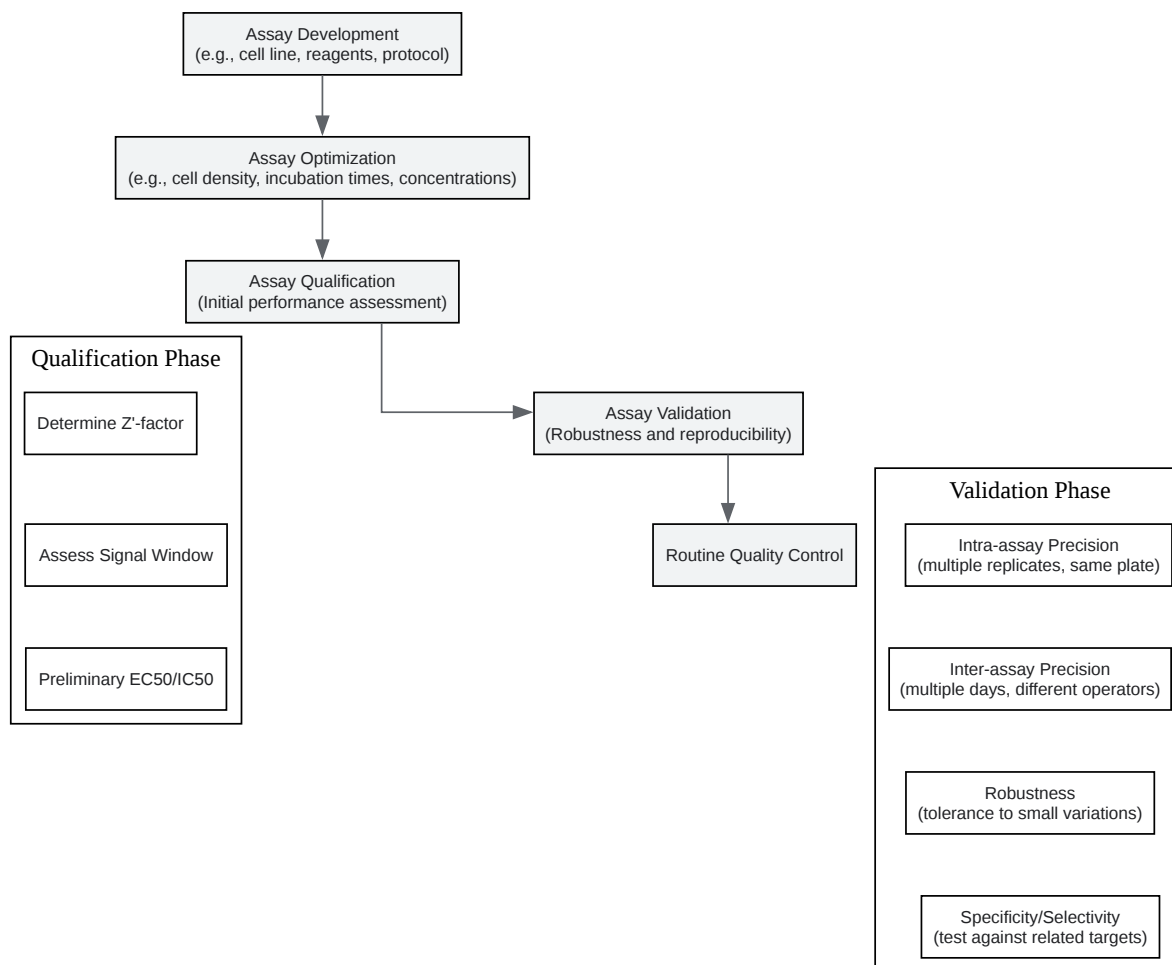 Assay Development
(e.g., cell line, reagents, protocol)
Assay Optimization
(e.g., cell density, incubation times, concentrations)
Assay Qualification
(Initial performance assessment)
Qualification Phase
Determine Z'-factor
Assess Signal Window
Preliminary EC50/IC50
Assay Validation
(Robustness and reproducibility)
Routine Quality Control
Validation Phase
Intra-assay Precision
(multiple replicates, same plate)
Inter-assay Precision
(multiple days, different operators)
Robustness
(tolerance to small variations)
Specificity/Selectivity
(test against related targets)